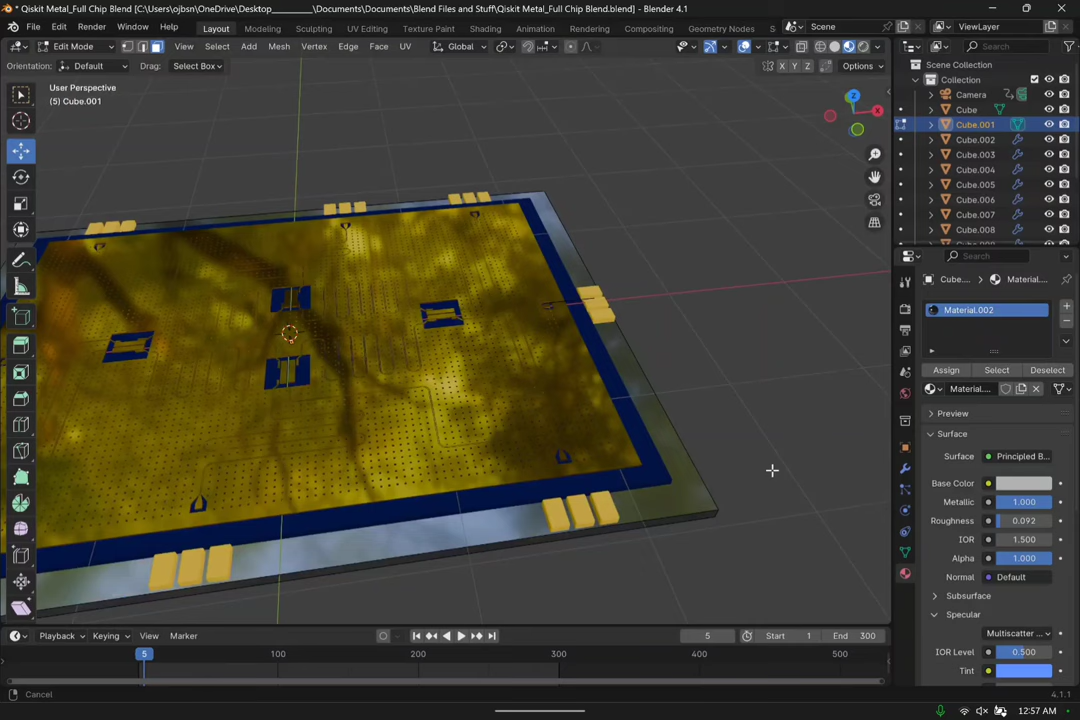 * Qiskit Metal_Full Chip Blend [C:\Users\ojbsn\OneDrive\Desktop_________\Documents\Documents\Blend Files and Stuff\Qiskit Metal_Full Chip Blend.blend] - Blender 4.1
File Edit Render Window Help Layout Modeling Sculpting UV Editing Texture Paint Shading Animation Rendering Compositing Geometry Nodes Scripting Scene ViewLayer
Edit Mode View Select Add Mesh Vertex Edge Face UV Global Search
Orientation: Default Drag: Select Box X Y Z Options
User Perspective
(5) Cube.001
Z
X
Scene Collection
Collection
Camera
Cube
Cube.001
Cube.002
Cube.003
Cube.004
Cube.005
Cube.006
Cube.007
Cube.008
Search
Cube.... Material....
Material.002
Assign Select Deselect
Material....
Preview
Surface
Surface Principled B...
Base Color
Metallic 1.000
Roughness 0.092
IOR 1.500
Alpha 1.000
Normal Default
Subsurface
Specular
Multiscatter ...
IOR Level 0.500
Tint
Playback Keying View Marker 5 Start 1 End 300
5 100 200 300 400 500
Cancel 4.1.1
12:57 AM